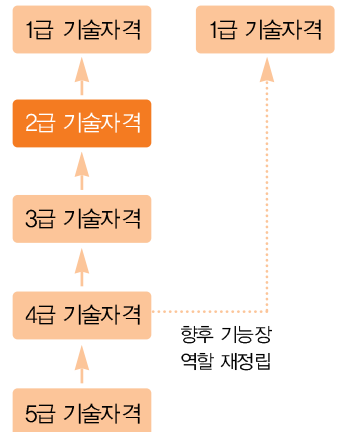 1급 기술자격
1급 기술자격
2급 기술자격
3급 기술자격
4급 기술자격
향후 기능장
역할 재정립
5급 기술자격